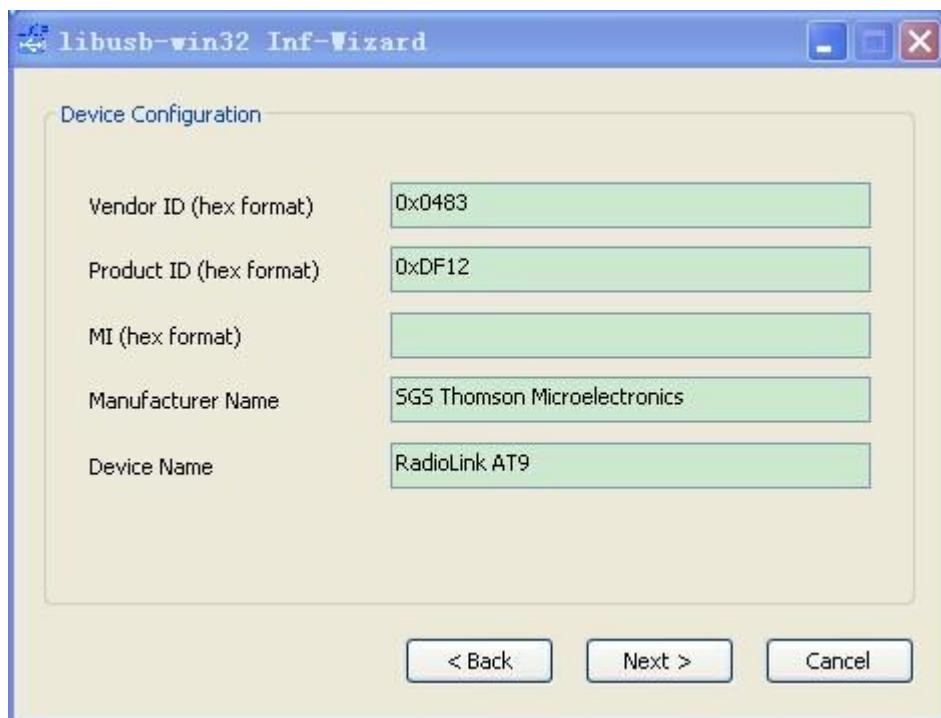 libusb-win32 Inf-Wizard
Device Configuration
Vendor ID (hex format) 0x0483
Product ID (hex format) 0xDF12
MI (hex format)
Manufacturer Name SGS Thomson Microelectronics
Device Name RadioLink AT9
< Back Next > Cancel